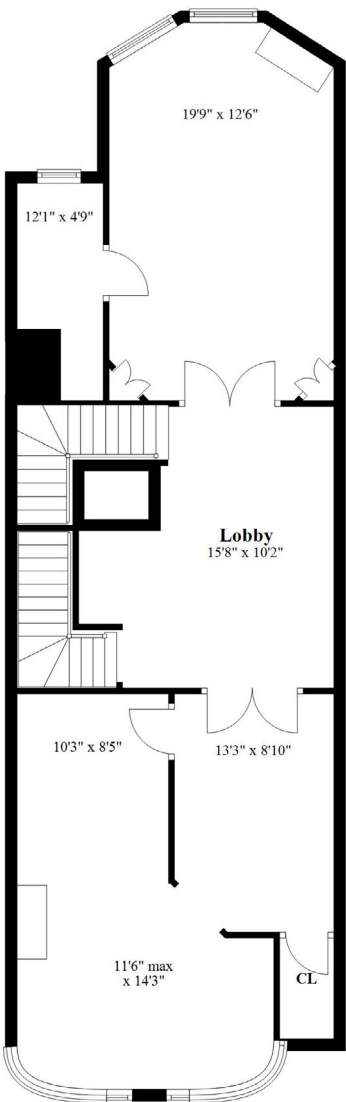 19'9" x 12'6"
12'1" x 4'9"
Lobby
15'8" x 10'2"
10'3" x 8'5"
13'3" x 8'10"
11'6" max
x 14'3"
CL